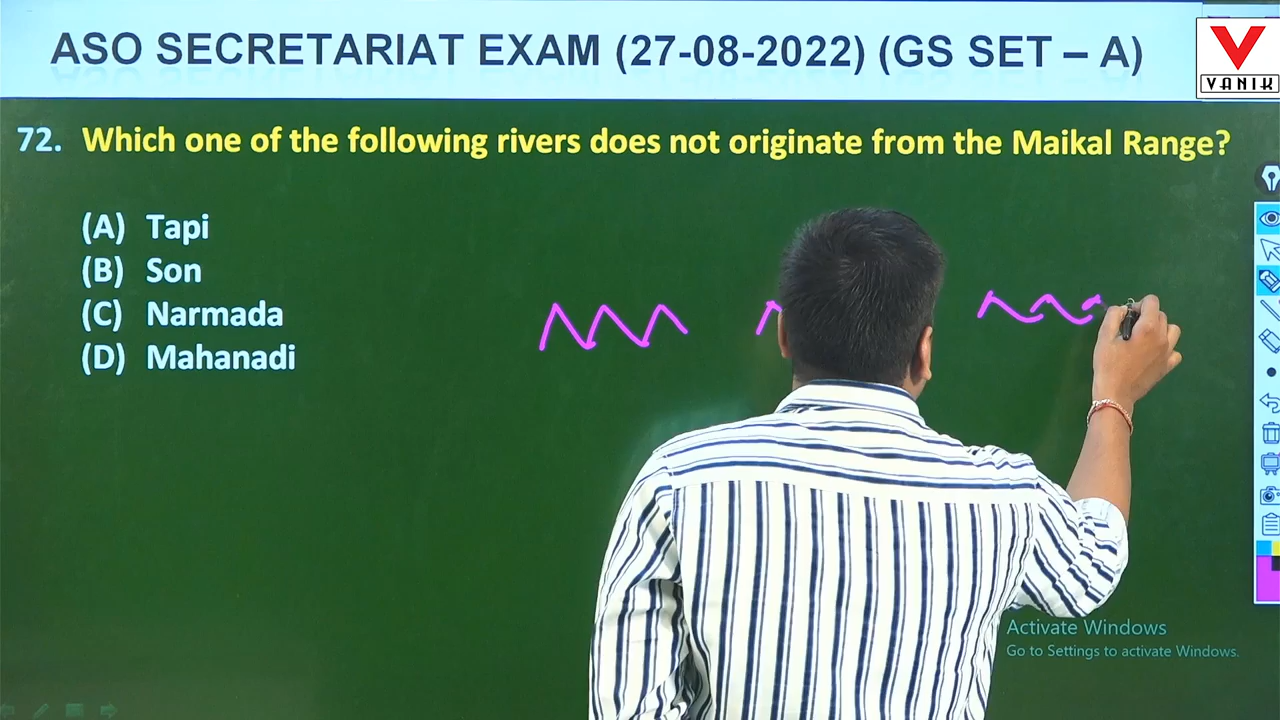 ASO SECRETARIAT EXAM (27-08-2022) (GS SET – A)
VANIK
72. Which one of the following rivers does not originate from the Maikal Range?
(A) Tapi
(B) Son
(C) Narmada
(D) Mahanadi
Activate Windows
Go to Settings to activate Windows.